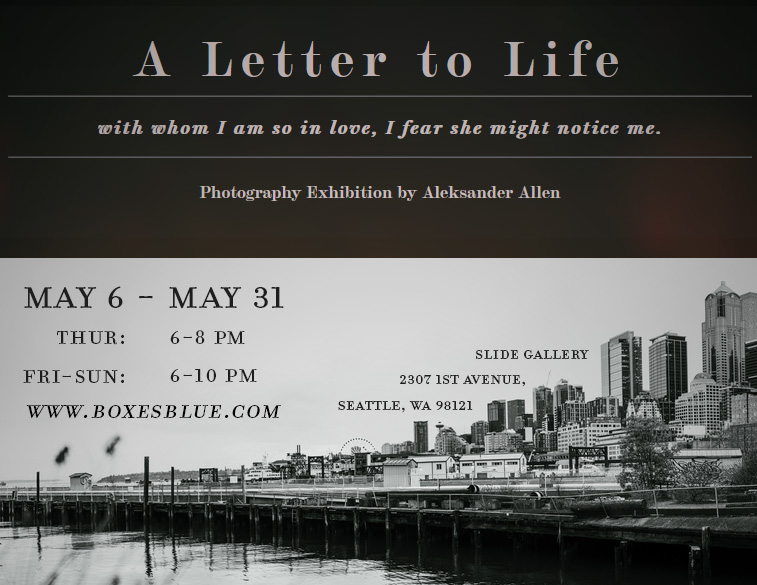 A Letter to Life
with whom I am so in love, I fear she might notice me.
Photography Exhibition by Aleksander Allen
MAY 6 - MAY 31
THUR: 6-8 PM
FRI-SUN: 6-10 PM
WWW.BOXESBLUE.COM
SLIDE GALLERY
2307 1ST AVENUE,
SEATTLE, WA 98121